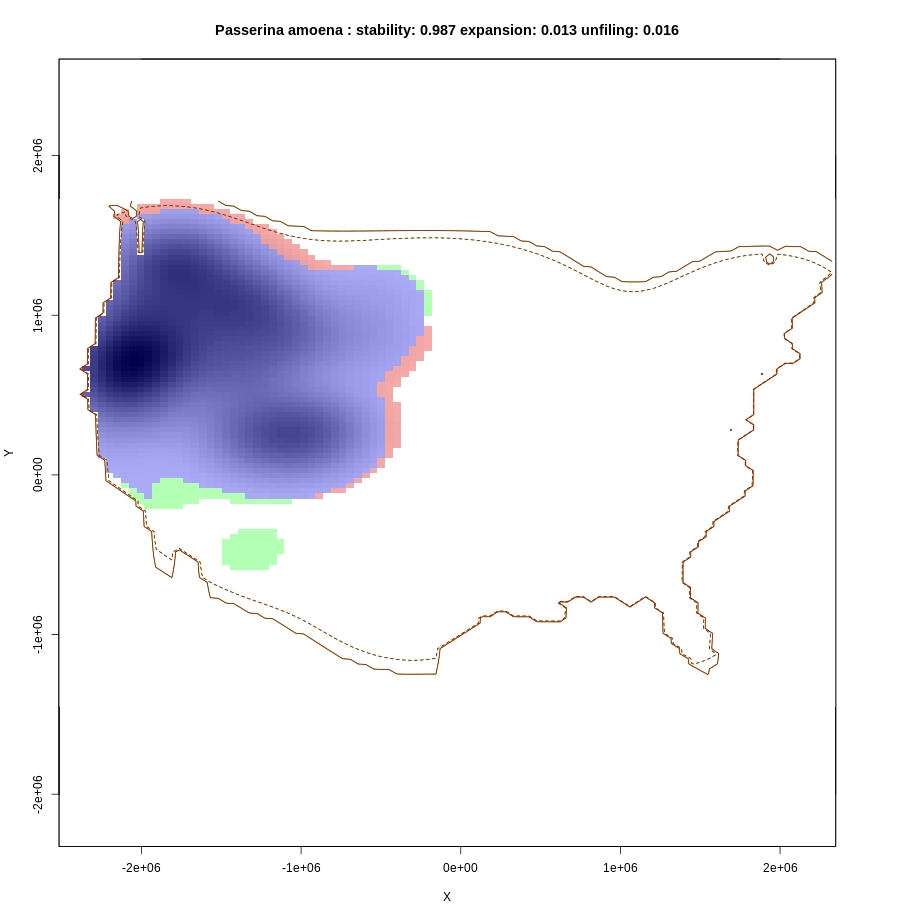 Passerina amoena : stability: 0.987 expansion: 0.013 unfiling: 0.016
2e+06
1e+06
0e+00
-1e+06
-2e+06
Y
-2e+06 -1e+06 0e+00 1e+06 2e+06
X